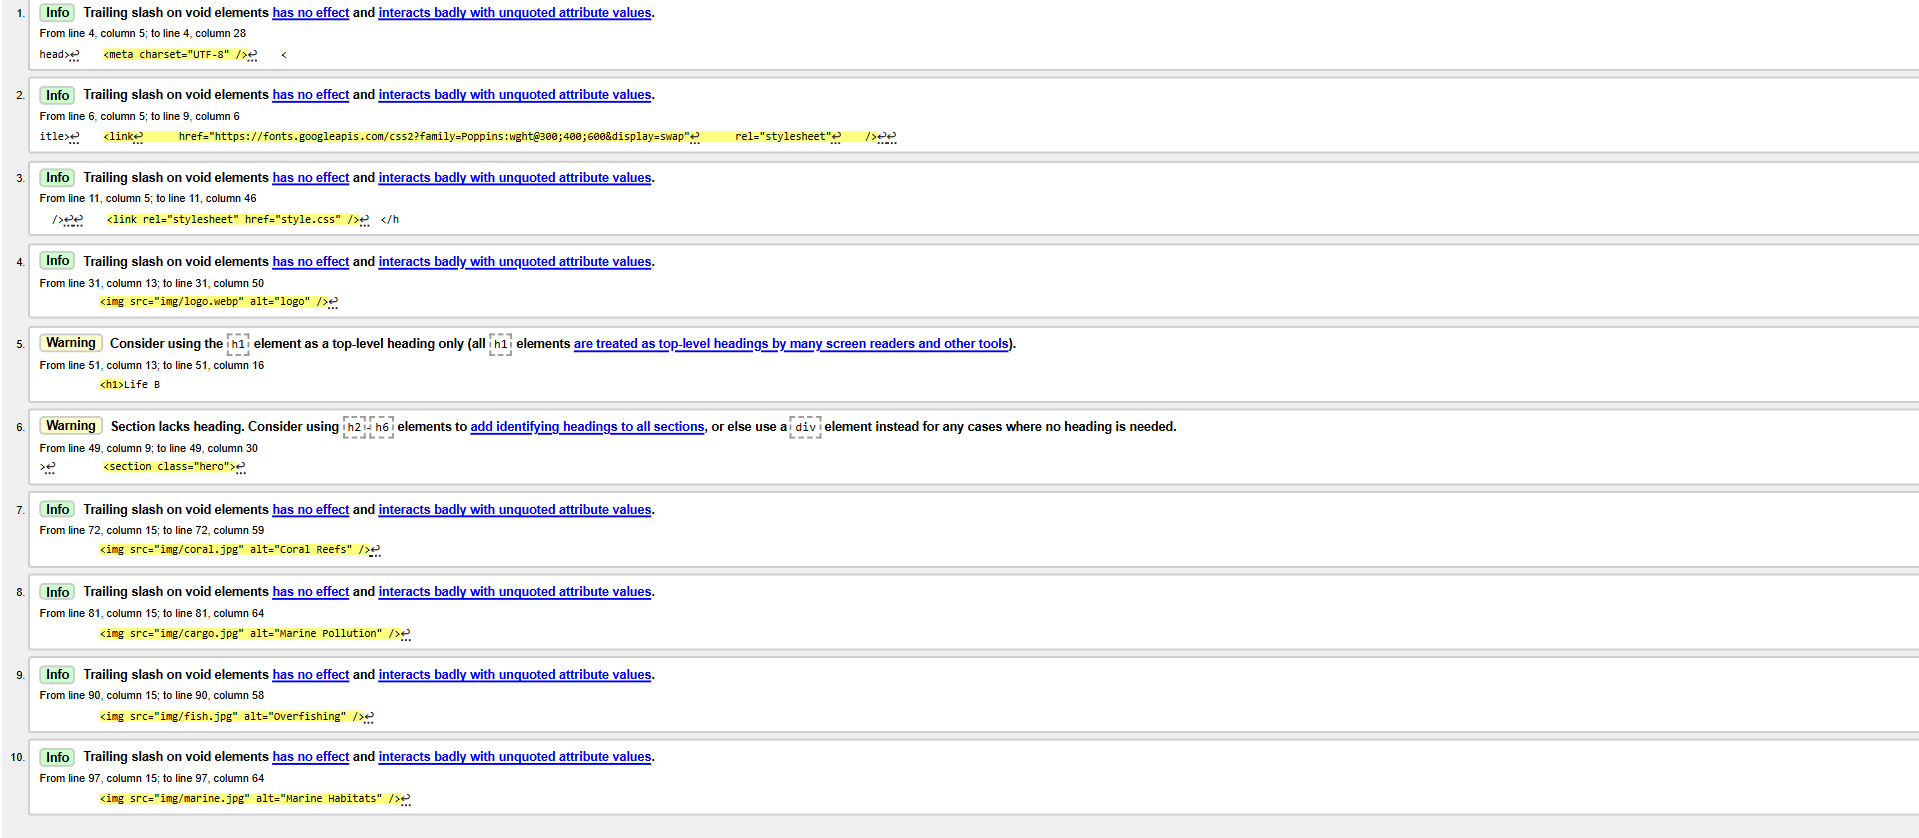 1. Info Trailing slash on void elements has no effect and interacts badly with unquoted attribute values.
From line 4, column 5; to line 4, column 28
head>↩ <meta charset="UTF-8" />↩ <
2. Info Trailing slash on void elements has no effect and interacts badly with unquoted attribute values.
From line 6, column 5; to line 9, column 6
itle>↩ <link↩ href="https://fonts.googleapis.com/css2?family=Poppins:wght@300;400;600&display=swap"↩ rel="stylesheet"↩ />↩↩
3. Info Trailing slash on void elements has no effect and interacts badly with unquoted attribute values.
From line 11, column 5; to line 11, column 46
/>↩↩ <link rel="stylesheet" href="style.css" />↩ </h
4. Info Trailing slash on void elements has no effect and interacts badly with unquoted attribute values.
From line 31, column 13; to line 31, column 50
<img src="img/logo.webp" alt="logo" />↩
5. Warning Consider using the h1 element as a top-level heading only (all h1 elements are treated as top-level headings by many screen readers and other tools).
From line 51, column 13; to line 51, column 16
<h1>Life B
6. Warning Section lacks heading. Consider using h2-h6 elements to add identifying headings to all sections, or else use a div element instead for any cases where no heading is needed.
From line 49, column 9; to line 49, column 30
>↩ <section class="hero">↩
7. Info Trailing slash on void elements has no effect and interacts badly with unquoted attribute values.
From line 72, column 15; to line 72, column 59
<img src="img/coral.jpg" alt="Coral Reefs" />↩
8. Info Trailing slash on void elements has no effect and interacts badly with unquoted attribute values.
From line 81, column 15; to line 81, column 64
<img src="img/cargo.jpg" alt="Marine Pollution" />↩
9. Info Trailing slash on void elements has no effect and interacts badly with unquoted attribute values.
From line 90, column 15; to line 90, column 58
<img src="img/fish.jpg" alt="Overfishing" />↩
10. Info Trailing slash on void elements has no effect and interacts badly with unquoted attribute values.
From line 97, column 15; to line 97, column 64
<img src="img/marine.jpg" alt="Marine Habitats" />↩